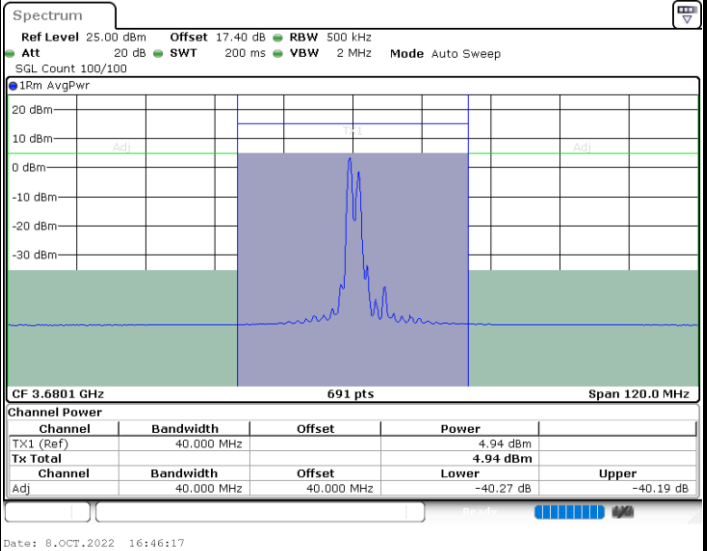 Spectrum
Ref Level 25.00 dBm Offset 17.40 dB RBW 500 kHz
Att 20 dB SWT 200 ms VBW 2 MHz Mode Auto Sweep
SGL Count 100/100
1Rm AvgPwr
20 dBm
TX1
10 dBm
Adj Adj
0 dBm
-10 dBm
-20 dBm
-30 dBm
CF 3.6801 GHz 691 pts Span 120.0 MHz
Channel Power
Channel Bandwidth Offset Power
TX1 (Ref) 40.000 MHz 4.94 dBm
Tx Total 4.94 dBm
Channel Bandwidth Offset Lower Upper
Adj 40.000 MHz 40.000 MHz -40.27 dB -40.19 dB
Ready
Date: 8.OCT.2022 16:46:17